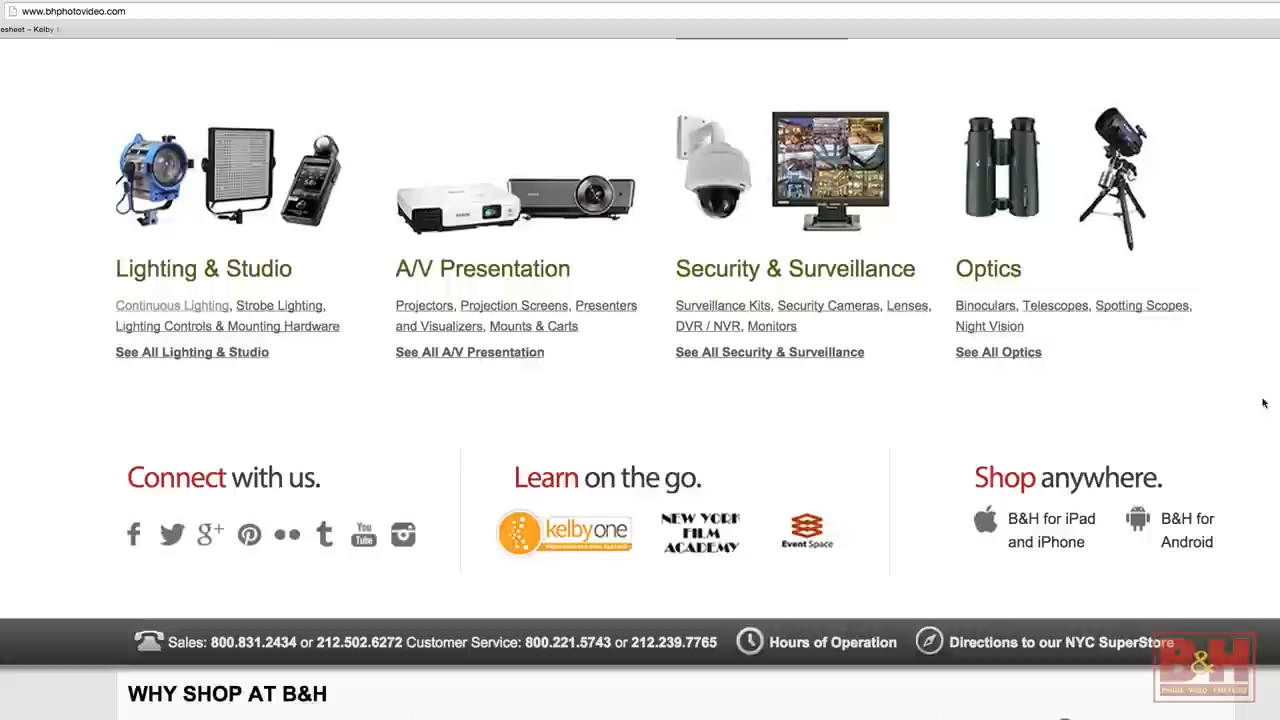 www.bhphotovideo.com
esheet – Kelby
Lighting & Studio
Continuous Lighting, Strobe Lighting,
Lighting Controls & Mounting Hardware
See All Lighting & Studio
A/V Presentation
Projectors, Projection Screens, Presenters
and Visualizers, Mounts & Carts
See All A/V Presentation
Security & Surveillance
Surveillance Kits, Security Cameras, Lenses,
DVR / NVR, Monitors
See All Security & Surveillance
Optics
Binoculars, Telescopes, Spotting Scopes,
Night Vision
See All Optics
Connect with us.
g+
t
You
Tube
Learn on the go.
kelbyone
NEW YORK
FILM
ACADEMY
Event Space
Shop anywhere.
B&H for iPad
and iPhone
B&H for
Android
Sales: 800.831.2434 or 212.502.6272 Customer Service: 800.221.5743 or 212.239.7765
Hours of Operation
Directions to our NYC SuperStore
B&H
WHY SHOP AT B&H